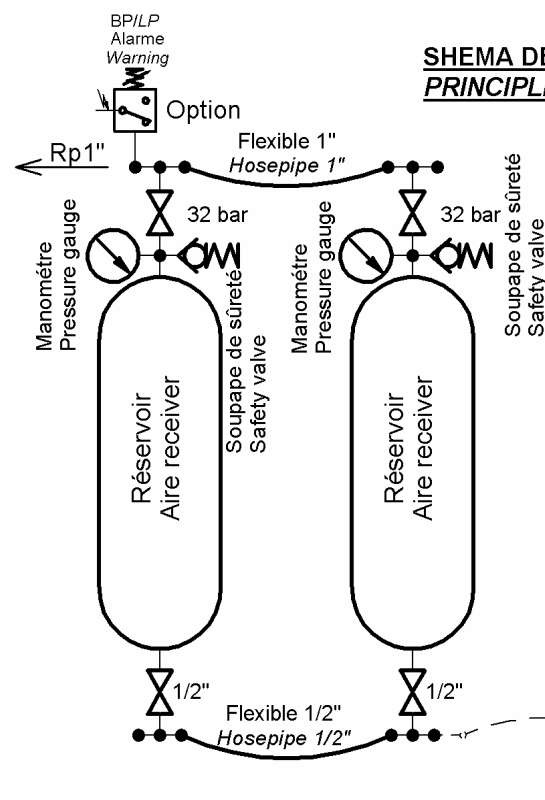 BP/LP
Alarme
Warning
SHEMA DE
PRINCIPLE
Option
Rp1"
Flexible 1"
Hosepipe 1"
32 bar
32 bar
Manométre
Pressure gauge
Soupape de sûreté
Safety valve
Manométre
Pressure gauge
Soupape de sûreté
Safety valve
Réservoir
Aire receiver
Réservoir
Aire receiver
1/2"
1/2"
Flexible 1/2"
Hosepipe 1/2"